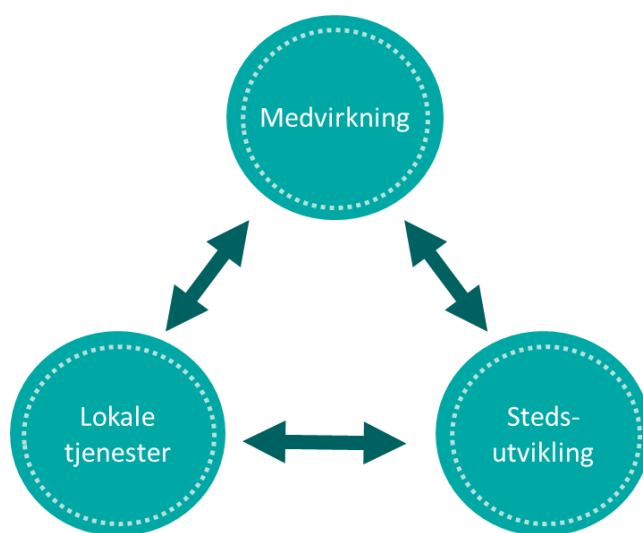 Medvirkning
Lokale
tjenester
Steds-
utvikling